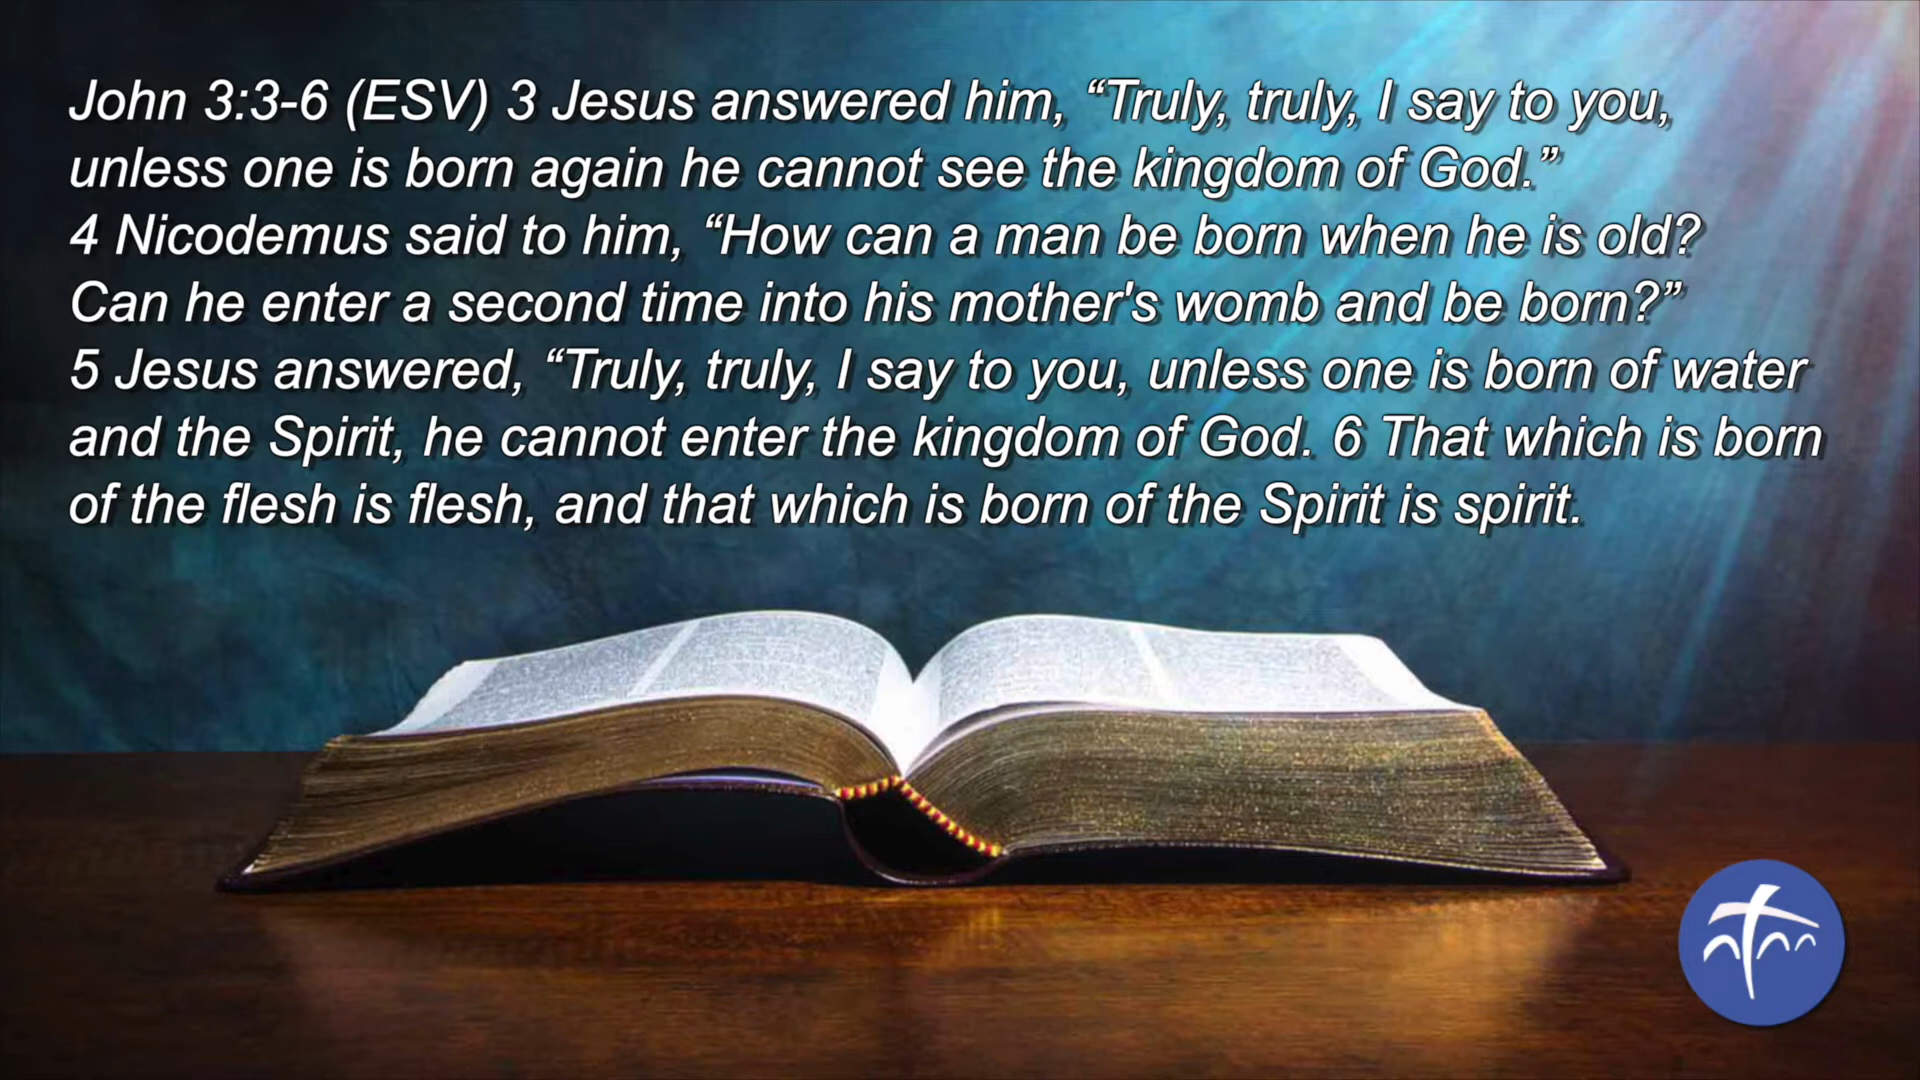 John 3:3-6 (ESV) 3 Jesus answered him, “Truly, truly, I say to you,
unless one is born again he cannot see the kingdom of God.”
4 Nicodemus said to him, “How can a man be born when he is old?
Can he enter a second time into his mother's womb and be born?”
5 Jesus answered, “Truly, truly, I say to you, unless one is born of water
and the Spirit, he cannot enter the kingdom of God. 6 That which is born
of the flesh is flesh, and that which is born of the Spirit is spirit.